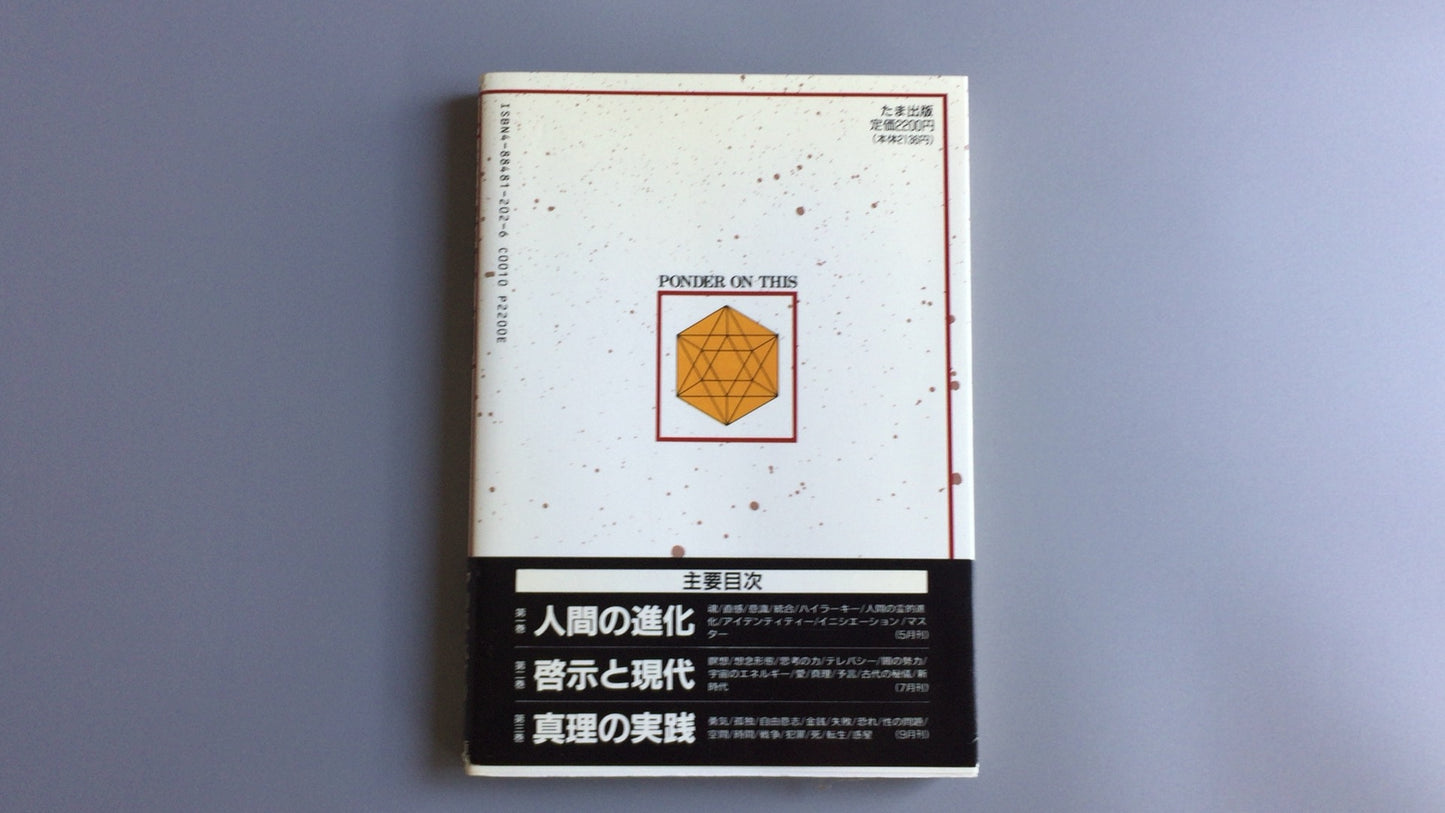 たま出版
定価2200円
(本体2136円)
ISBN4-88481-202-6 C0010 P2200E
PONDER ON THIS
主要目次
第一巻
人間の進化
魂/直感/意識/統合/ハイラーキー/人間の霊的進
化/アイデンティティー/イニシエーション/マス
ター
(5月刊)
第二巻
啓示と現代
瞑想/想念形態/思考の力/テレパシー/闇の勢力/
宇宙のエネルギー/愛/真理/予言/古代の秘儀/新
時代
(7月刊)
第三巻
真理の実践
勇気/孤独/自由意志/金銭/失敗/恐れ/性の問題/
空間/時間/戦争/犯罪/死/転生/惑星
(9月刊)